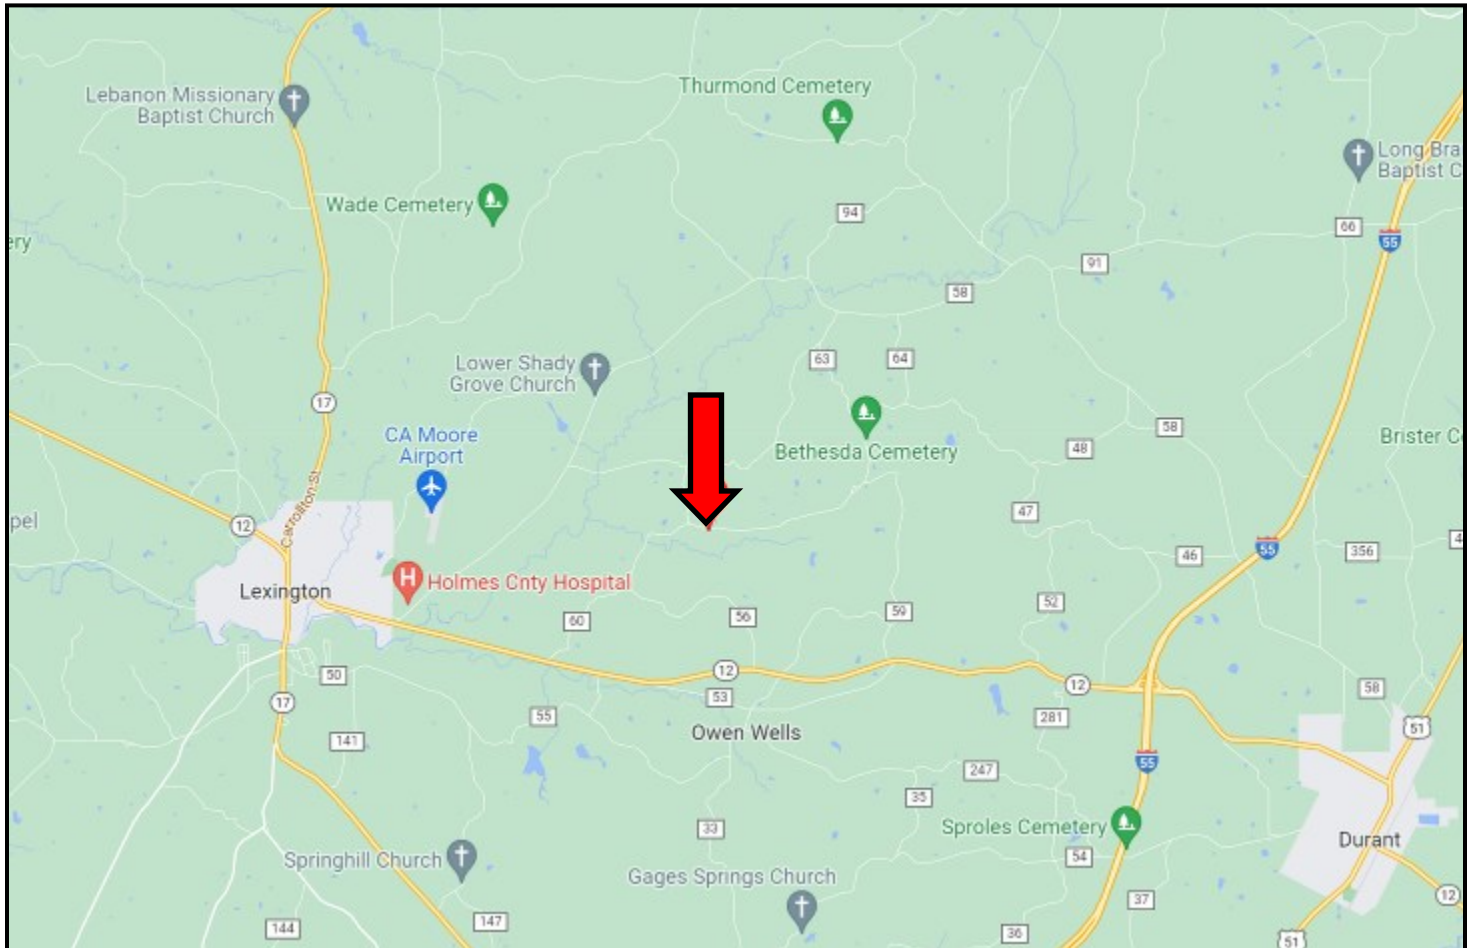 Lebanon Missionary
Baptist Church
Thurmond Cemetery
Long Bra
Baptist C
Wade Cemetery
94
66
ery
55
91
58
Lower Shady
Grove Church
63
64
17
CA Moore
Airport
Bethesda Cemetery
58
48
Brister C
Carrollton St
12
pel
47
55
46
356
4
Lexington
Holmes Cnty Hospital
60
56
59
52
50
12
53
12
58
17
55
281
51
141
Owen Wells
55
247
35
33
Sproles Cemetery
Durant
Springhill Church
54
Gages Springs Church
12
37
147
144
36
51